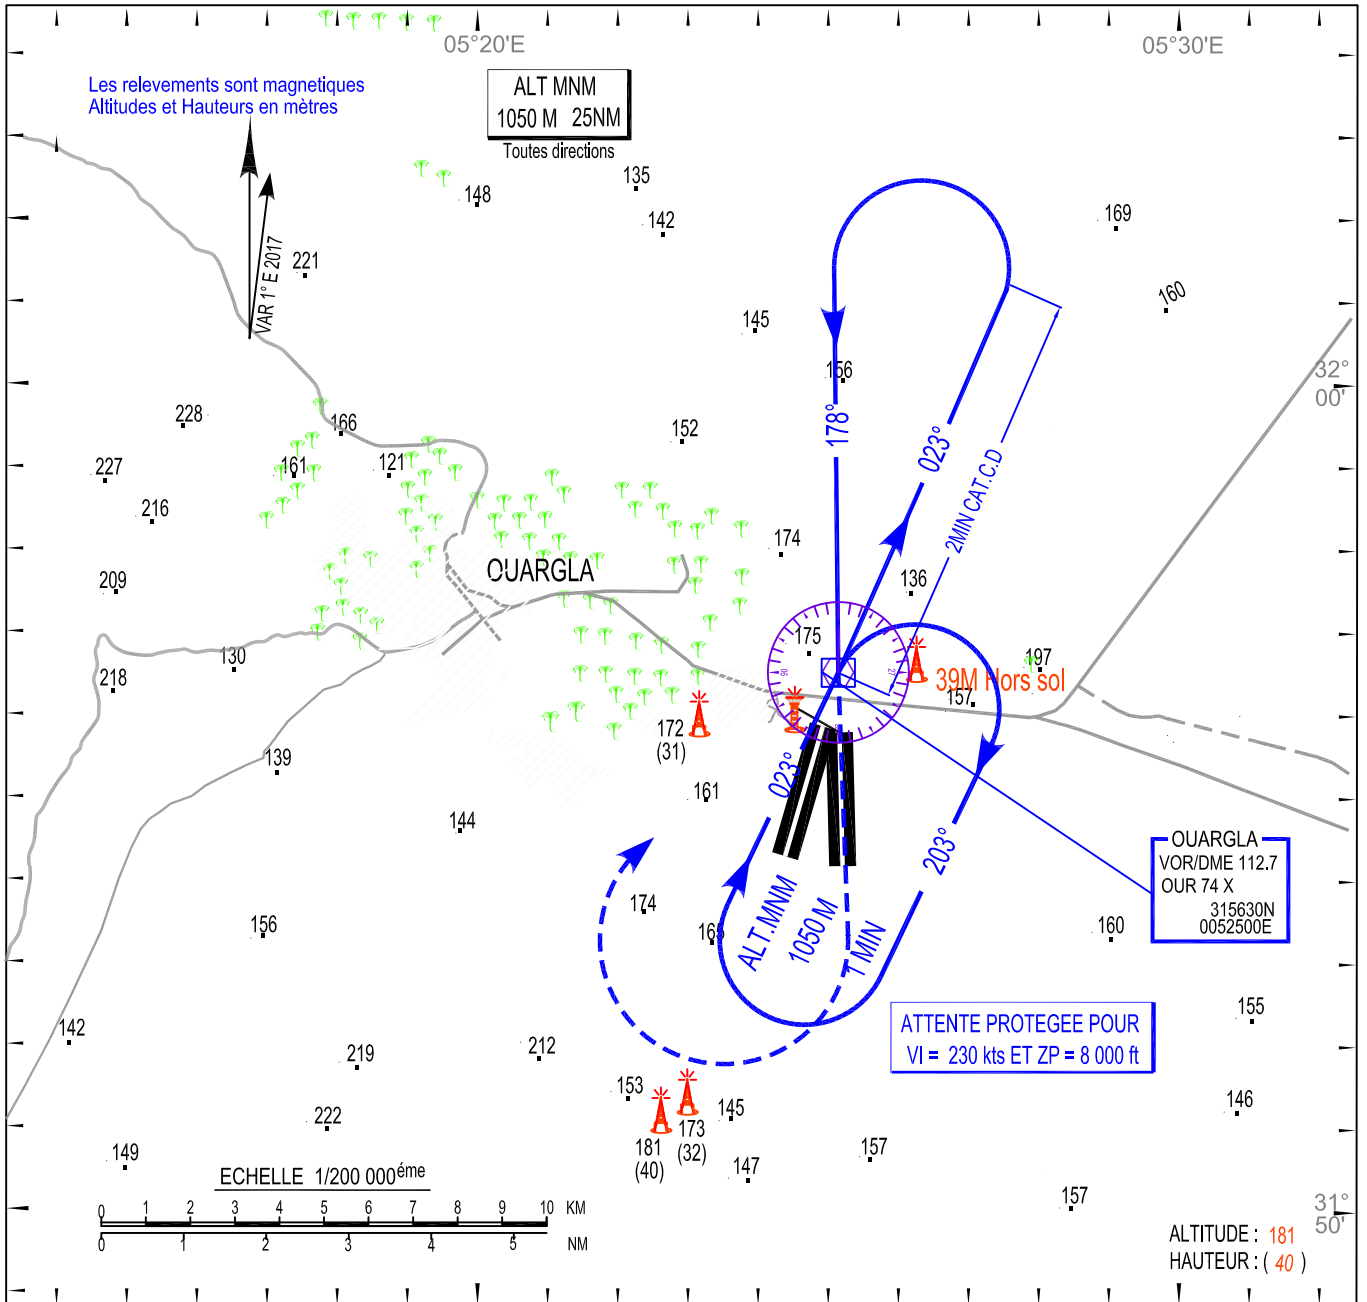 05°20'E
05°30'E
Les relevements sont magnetiques
Altitudes et Hauteurs en mètres
ALT MNM
1050 M 25NM
Toutes directions
VAR 1° E 2017
135
148
142
169
221
160
145
156
32°
00'
228
166
152
178°
023°
2MIN CAT.C.D
227
161
121
216
174
OUARGLA
209
136
175
130
197
218
39M Hors sol
157
06
27
172
(31)
139
023°
161
144
203°
OUARGLA
VOR/DME 112.7
OUR 74 X
315630N
0052500E
174
156
165
ALT.MNM
1050 M
1 MIN
160
142
155
ATTENTE PROTEGEE POUR
VI = 230 kts ET ZP = 8 000 ft
219
212
153
145
146
222
173
(32)
181
(40)
149
147
157
157
ECHELLE 1/200 000éme
0 1 2 3 4 5 6 7 8 9 10 KM
0 1 2 3 4 5 NM
31°
50'
ALTITUDE : 181
HAUTEUR : ( 40 )